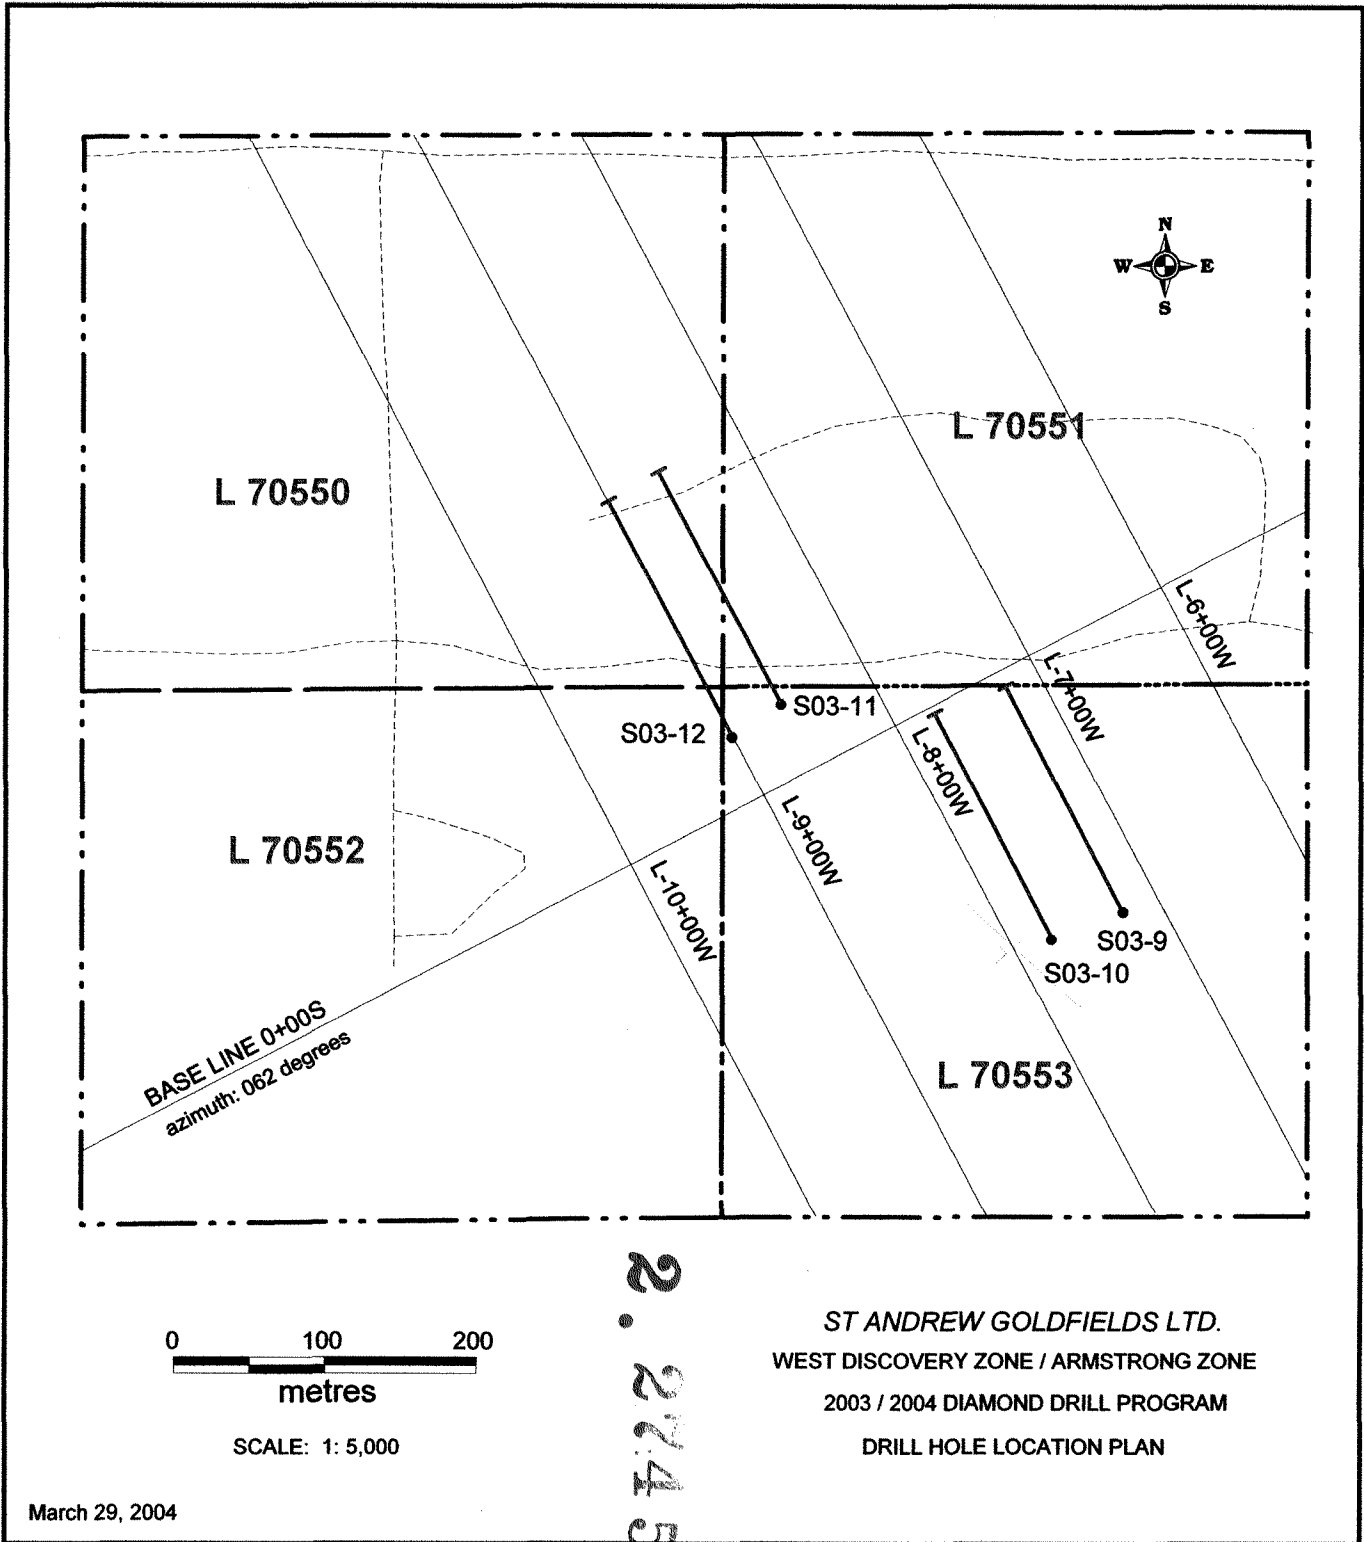 N
W E
S
L 70551
L 70550
L-6+00W
L-7+00W
S03-11
S03-12
L-8+00W
L-9+00W
L 70552
L-10+00W
S03-9
S03-10
BASE LINE 0+00S
azimuth: 062 degrees
L 70553
0 100 200
metres
SCALE: 1: 5,000
2. 2745
ST ANDREW GOLDFIELDS LTD.
WEST DISCOVERY ZONE / ARMSTRONG ZONE
2003 / 2004 DIAMOND DRILL PROGRAM
DRILL HOLE LOCATION PLAN
March 29, 2004